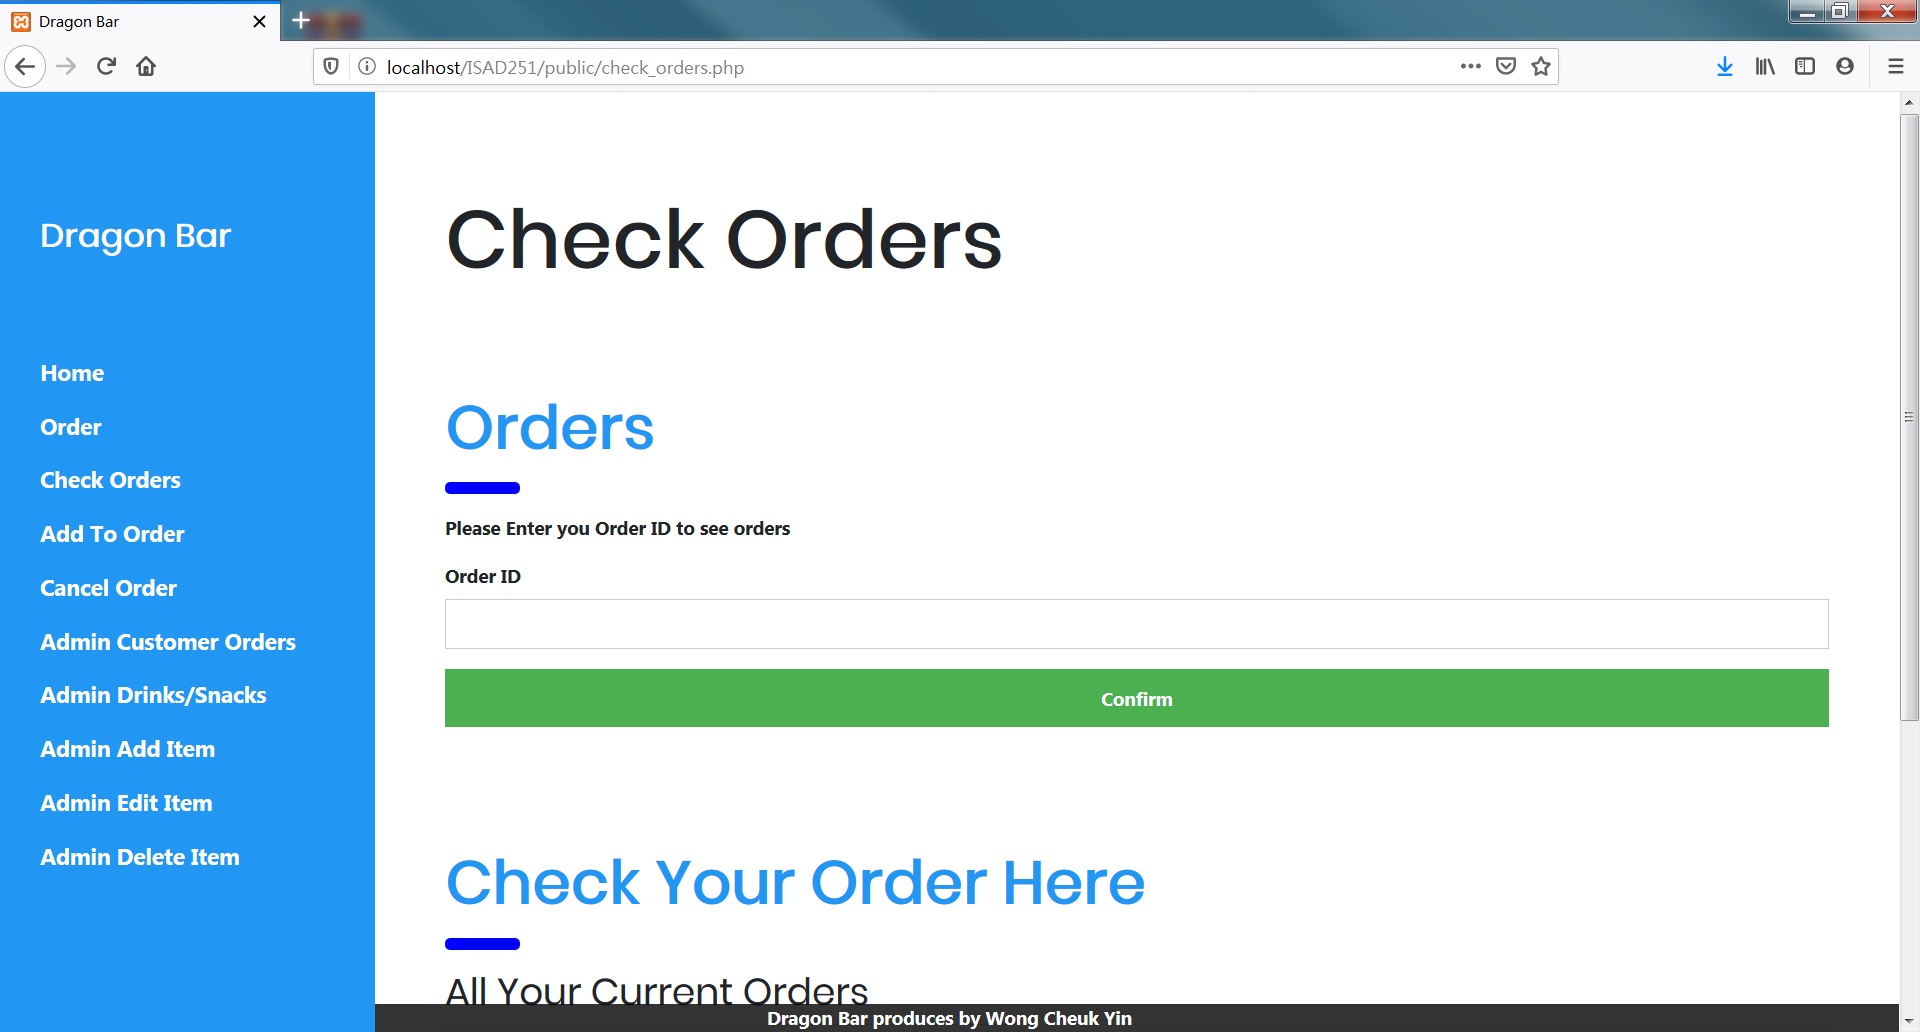 Dragon Bar
localhost/ISAD251/public/check_orders.php
Dragon Bar
Home
Order
Check Orders
Add To Order
Cancel Order
Admin Customer Orders
Admin Drinks/Snacks
Admin Add Item
Admin Edit Item
Admin Delete Item
Check Orders
Orders
Please Enter you Order ID to see orders
Order ID
Confirm
Check Your Order Here
All Your Current Orders
Dragon Bar produces by Wong Cheuk Yin